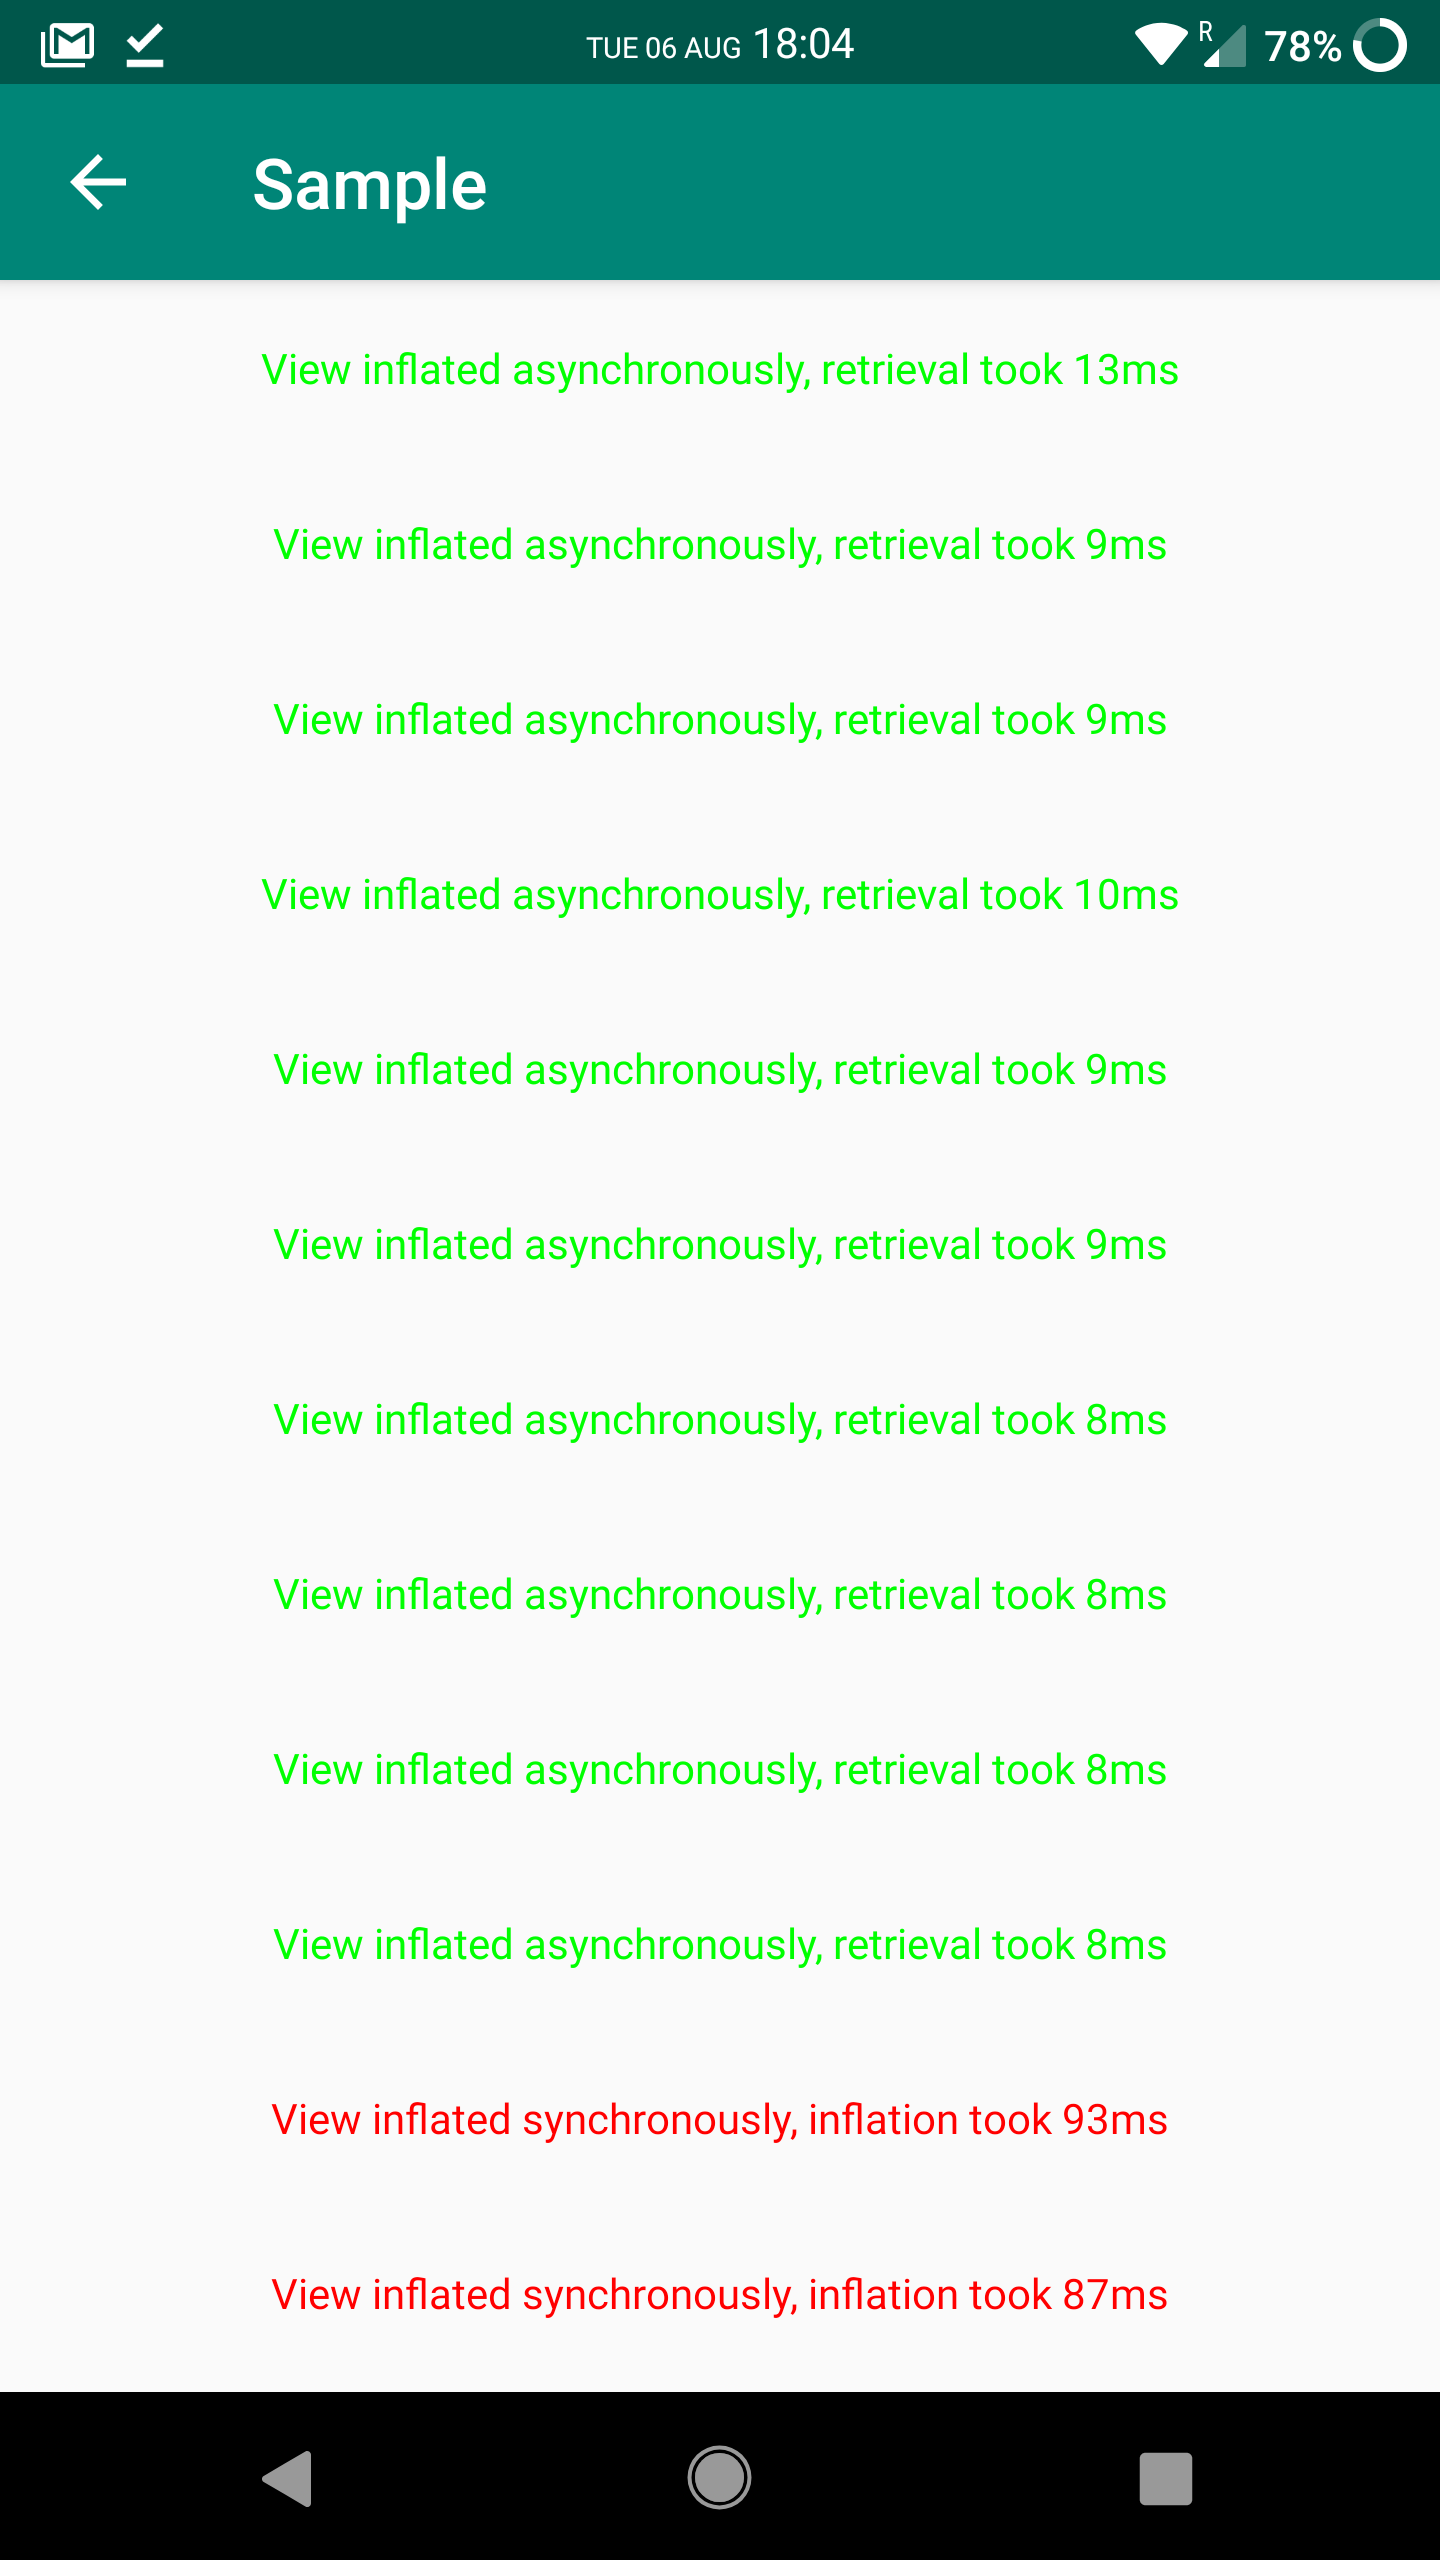 TUE 06 AUG 18:04 R 78%
Sample
View inflated asynchronously, retrieval took 13ms
View inflated asynchronously, retrieval took 9ms
View inflated asynchronously, retrieval took 9ms
View inflated asynchronously, retrieval took 10ms
View inflated asynchronously, retrieval took 9ms
View inflated asynchronously, retrieval took 9ms
View inflated asynchronously, retrieval took 8ms
View inflated asynchronously, retrieval took 8ms
View inflated asynchronously, retrieval took 8ms
View inflated asynchronously, retrieval took 8ms
View inflated synchronously, inflation took 93ms
View inflated synchronously, inflation took 87ms